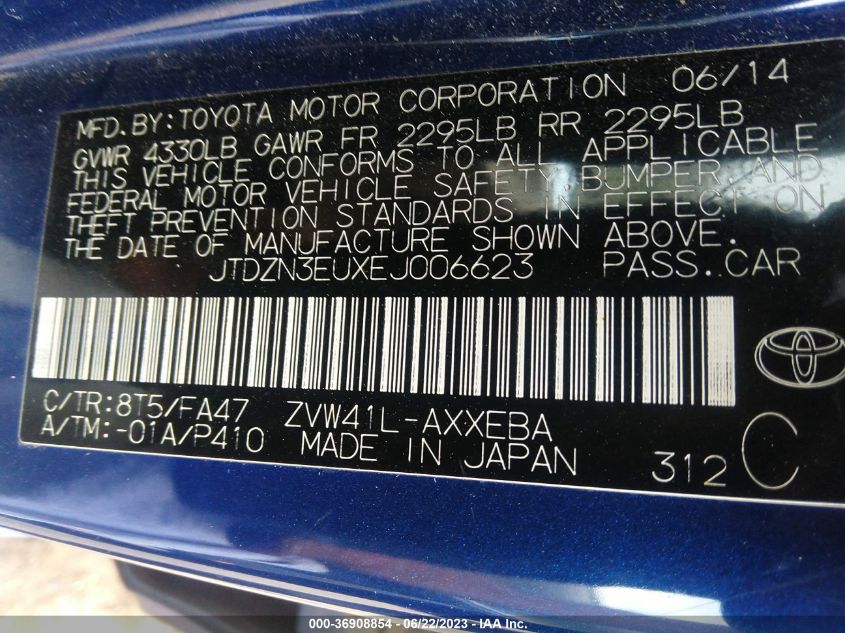 MFD.BY:TOYOTA MOTOR CORPORATION 06/14
GVWR 4330LB GAWR FR 2295LB RR 2295LB
THIS VEHICLE CONFORMS TO ALL APPLICABLE
FEDERAL MOTOR VEHICLE SAFETY,BUMPER,AND
THEFT PREVENTION STANDARDS IN EFFECT ON
THE DATE OF MANUFACTURE SHOWN ABOVE.
JTDZN3EUXEJ006623 PASS.CAR
C/TR:8T5/FA47 ZVW41L-AXXEBA
A/TM:-01A/P410 MADE IN JAPAN 312 C
000-36908854 - 06/22/2023 - IAA Inc.